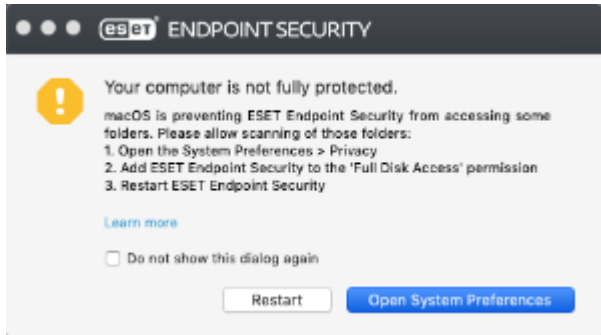 eset ENDPOINT SECURITY
Your computer is not fully protected.
macOS is preventing ESET Endpoint Security from accessing some
folders. Please allow scanning of those folders:
1. Open the System Preferences > Privacy
2. Add ESET Endpoint Security to the 'Full Disk Access' permission
3. Restart ESET Endpoint Security
Learn more
Do not show this dialog again
Restart
Open System Preferences